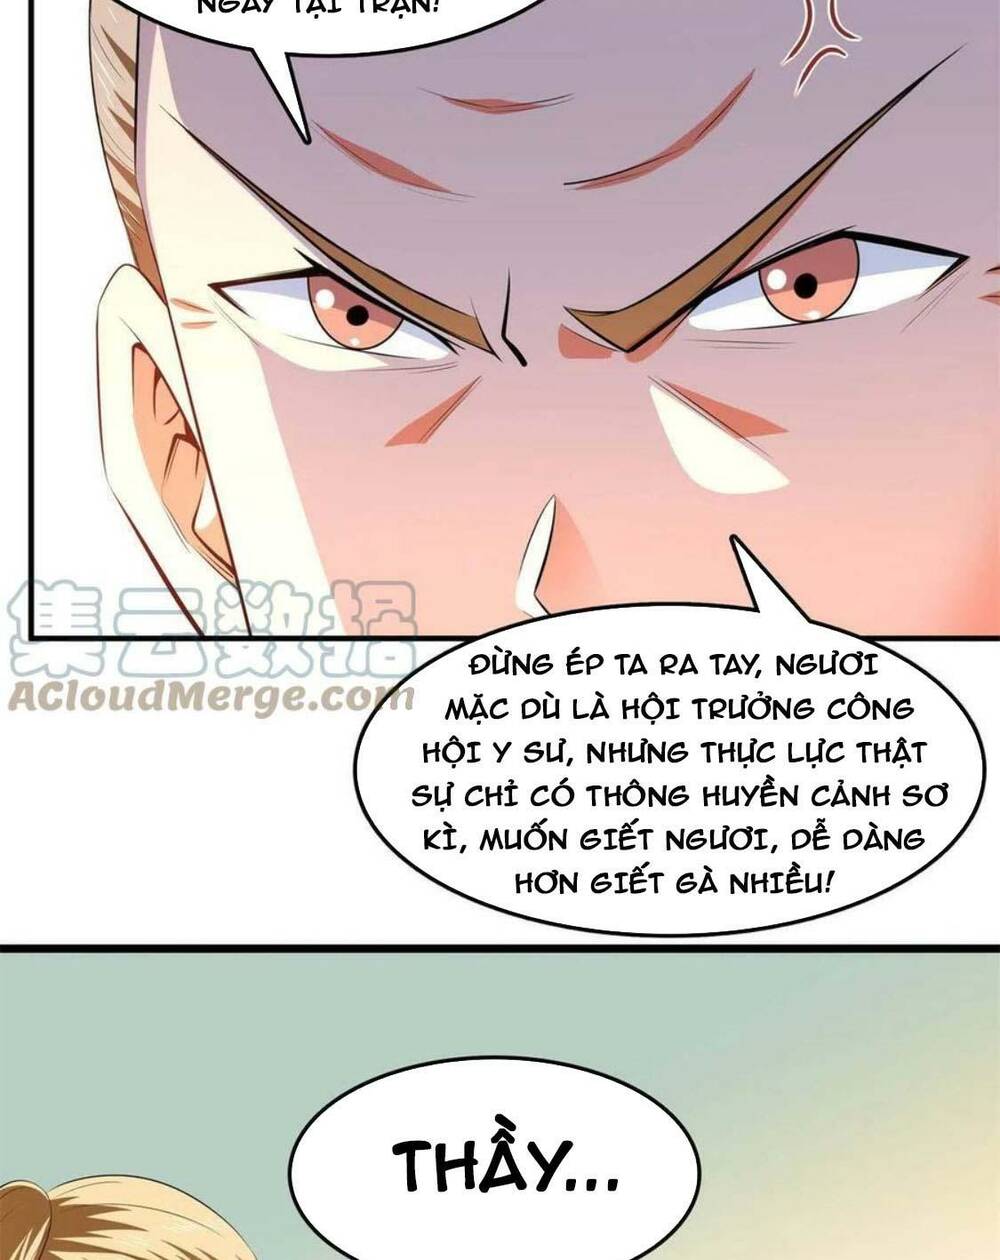 NGAY TẠI TRẬN!
集云数据
ACloudMerge.com
ĐỪNG ÉP TA RA TAY, NGƯƠI
MẶC DÙ LÀ HỘI TRƯỞNG CÔNG
HỘI Y SƯ, NHƯNG THỰC LỰC THẬT
SỰ CHỈ CÓ THÔNG HUYỀN CẢNH SƠ
KÌ, MUỐN GIẾT NGƯƠI, DỄ DÀNG
HƠN GIẾT GÀ NHIỀU!
THẦY...